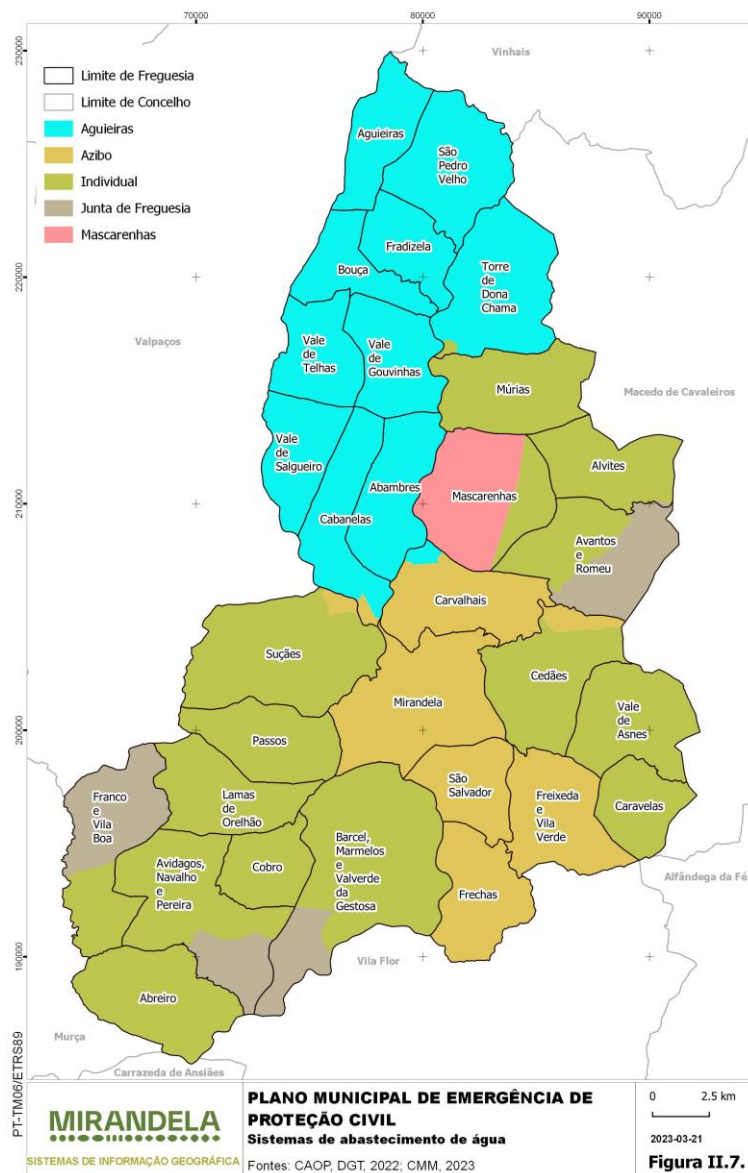 70000
80000
90000
230000
220000
210000
200000
190000
Vinhais
Limite de Freguesia
Limite de Concelho
Aguieiras
Azibo
Individual
Junta de Freguesia
Mascarenhas
Aguieiras
São
Pedro
Velho
Fradizela
Bouça
Torre
de
Dona
Chama
Valpaços
Vale
de
Telhas
Vale
de
Gouvinhas
Múrias
Macedo de Cavaleiros
Vale
de
Salgueiro
Abambres
Cabanelas
Mascarenhas
Alvites
Avantos
e
Romeu
Carvalhais
Suçães
Cedães
Mirandela
Vale
de
Asnes
Passos
São
Salvador
Freixeda
e
Vila
Verde
Caravelas
Franco
e
Vila
Boa
Lamas
de
Orelhão
Barcel,
Marmelos
e
Valverde
da
Gestosa
Avidagos,
Navalho
e
Pereira
Cobro
Frechas
Alfândega da Fé
Vila Flor
Abreiro
Murça
Carrazeda de Ansiães
PT-TM06/ETRS89
MIRANDELA
SISTEMAS DE INFORMAÇÃO GEOGRÁFICA
PLANO MUNICIPAL DE EMERGÊNCIA DE
PROTEÇÃO CIVIL
Sistemas de abastecimento de água
Fontes: CAOP, DGT, 2022; CMM, 2023
0 2.5 km
2023-03-21
Figura II.7.